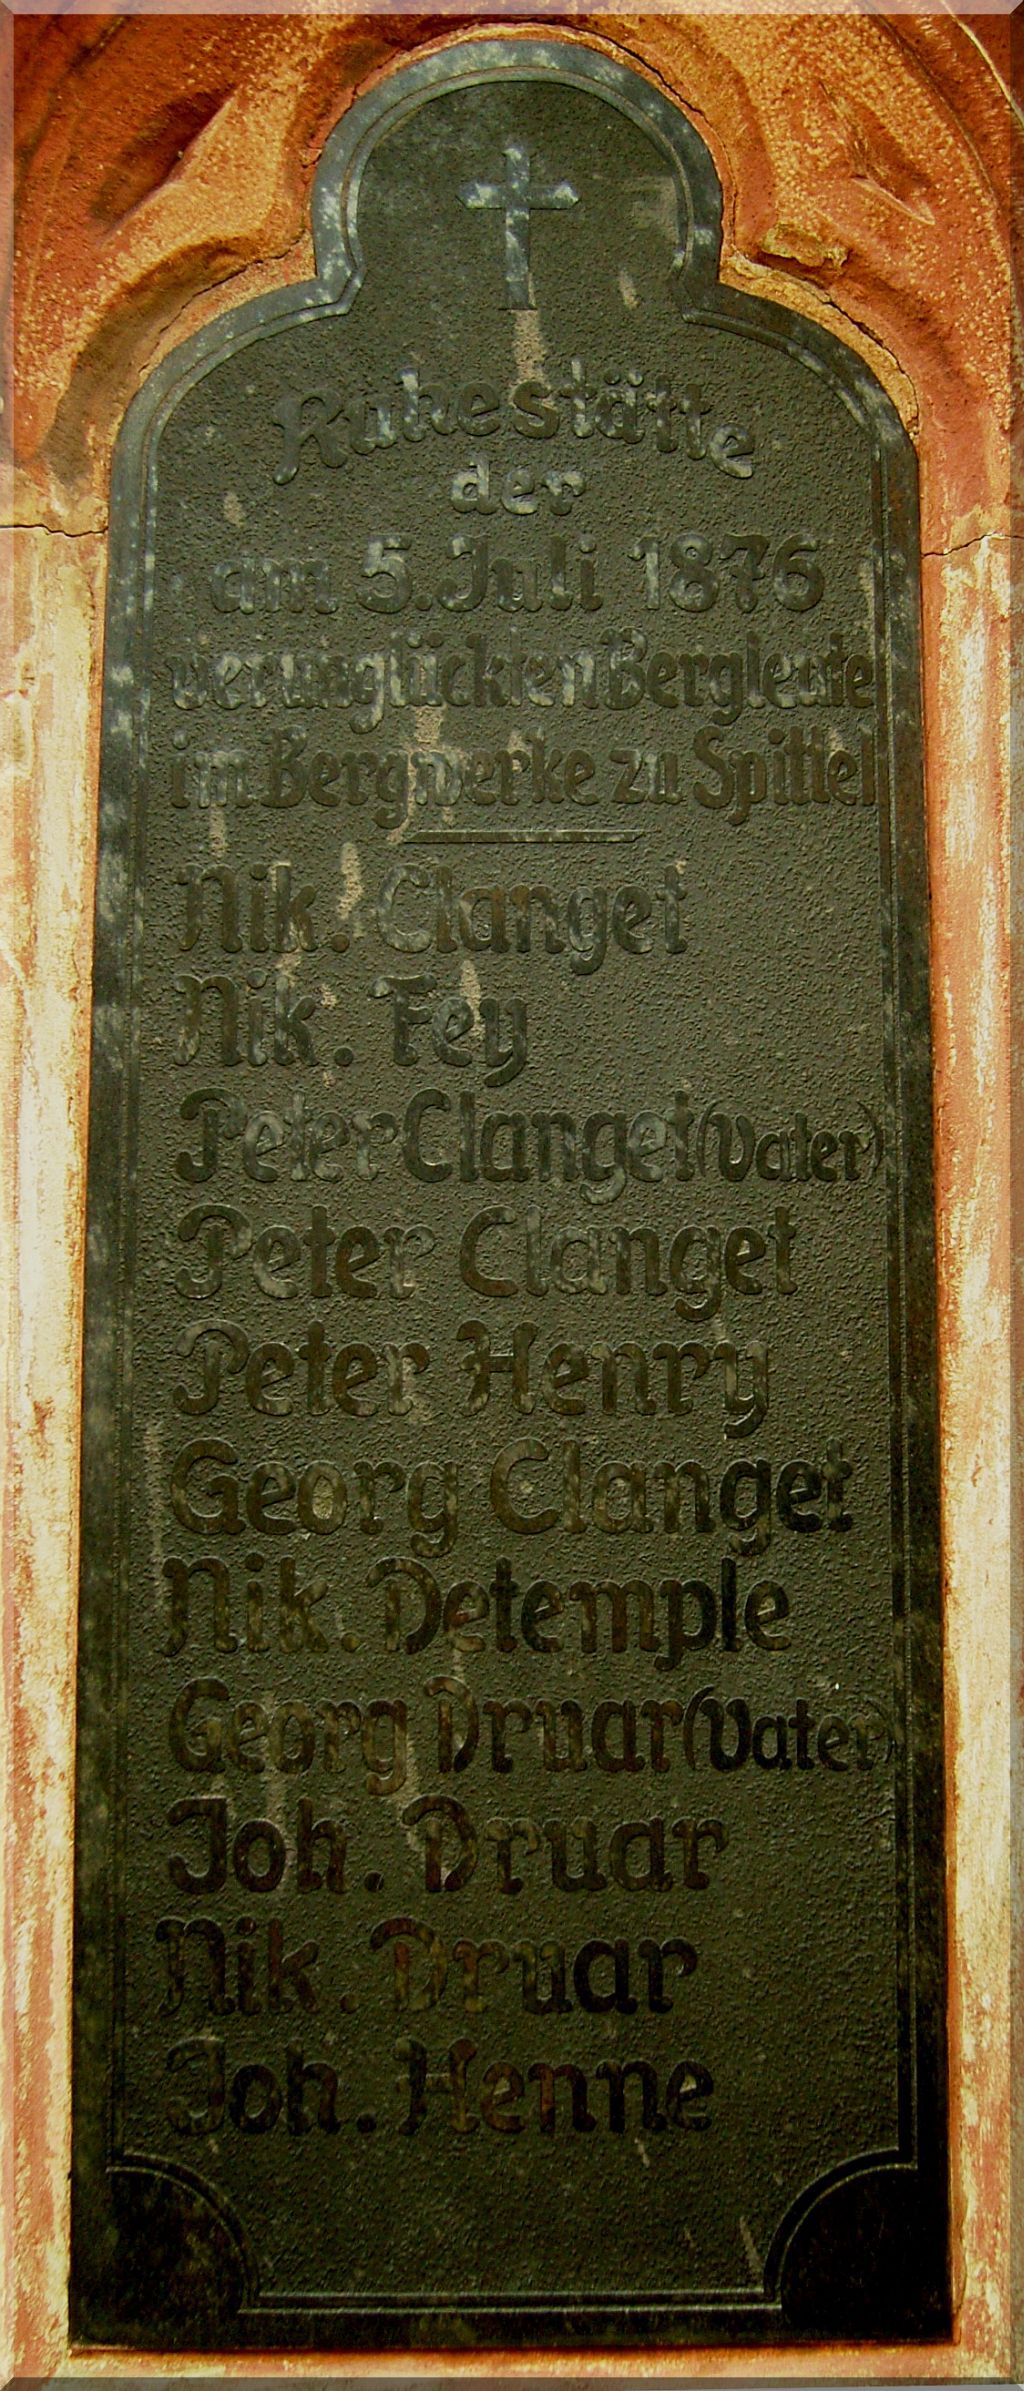 Ruhestätte
der
am 5. Juli 1876
verunglückten Bergleute
im Bergwerke zu Spittel
Nik. Clanget
Nik. Fey
Peter Clanget (Vater)
Peter Clanget
Peter Henry
Georg Clanget
Nik. Detemple
Georg Druar (Vater)
Joh. Druar
Nik. Druar
Joh. Henne